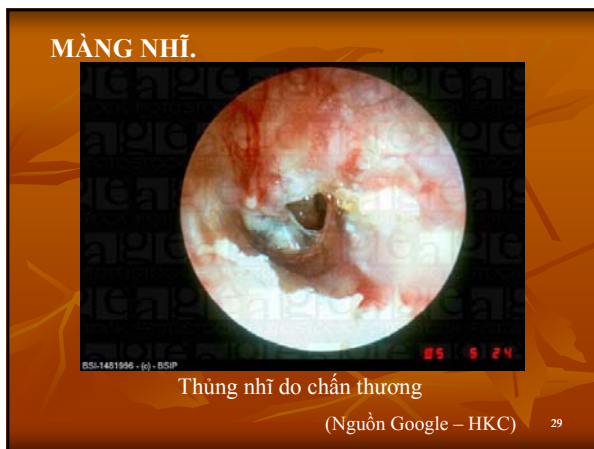 MÀNG NHĨ.
05 5 24
BSI-1481996 - (c) - BSIP
Thủng nhĩ do chấn thương
(Nguồn Google – HKC)
29